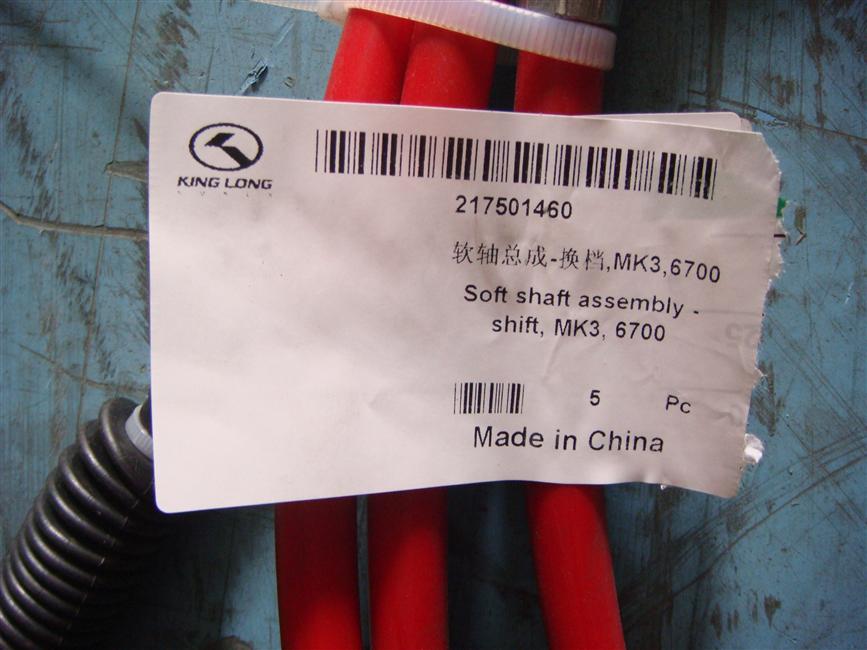 KING LONG
217501460
软轴总成-换档,MK3,6700
Soft shaft assembly -
shift, MK3, 6700
5 Pc
Made in China
25